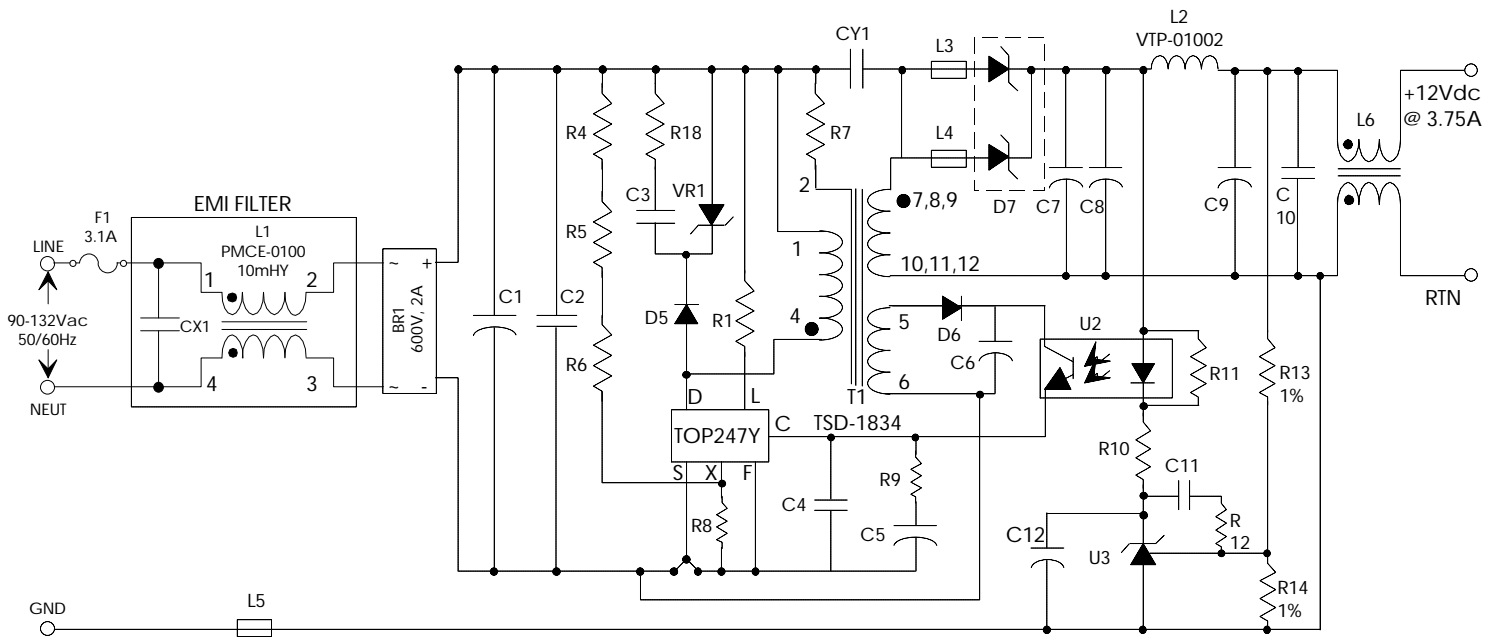 CY1
L3
L2
VTP-01002
+12Vdc
@ 3.75A
L6
L4
R4
R18
R7
D7
C7
C8
C9
C
10
2
7,8,9
C3
VR1
EMI FILTER
F1
3.1A
L1
PMCE-0100
10mHY
LINE
1
2
R5
1
10,11,12
RTN
~
+
BR1
600V, 2A
~
-
90-132Vac
50/60Hz
CX1
C1
C2
D5
R1
4
5
D6
U2
C6
R6
R11
R13
1%
4
3
NEUT
6
T1
TSD-1834
D
L
C
TOP247Y
S
X
F
R10
C11
R9
C4
R8
C5
C12
R
12
U3
R14
1%
GND
L5